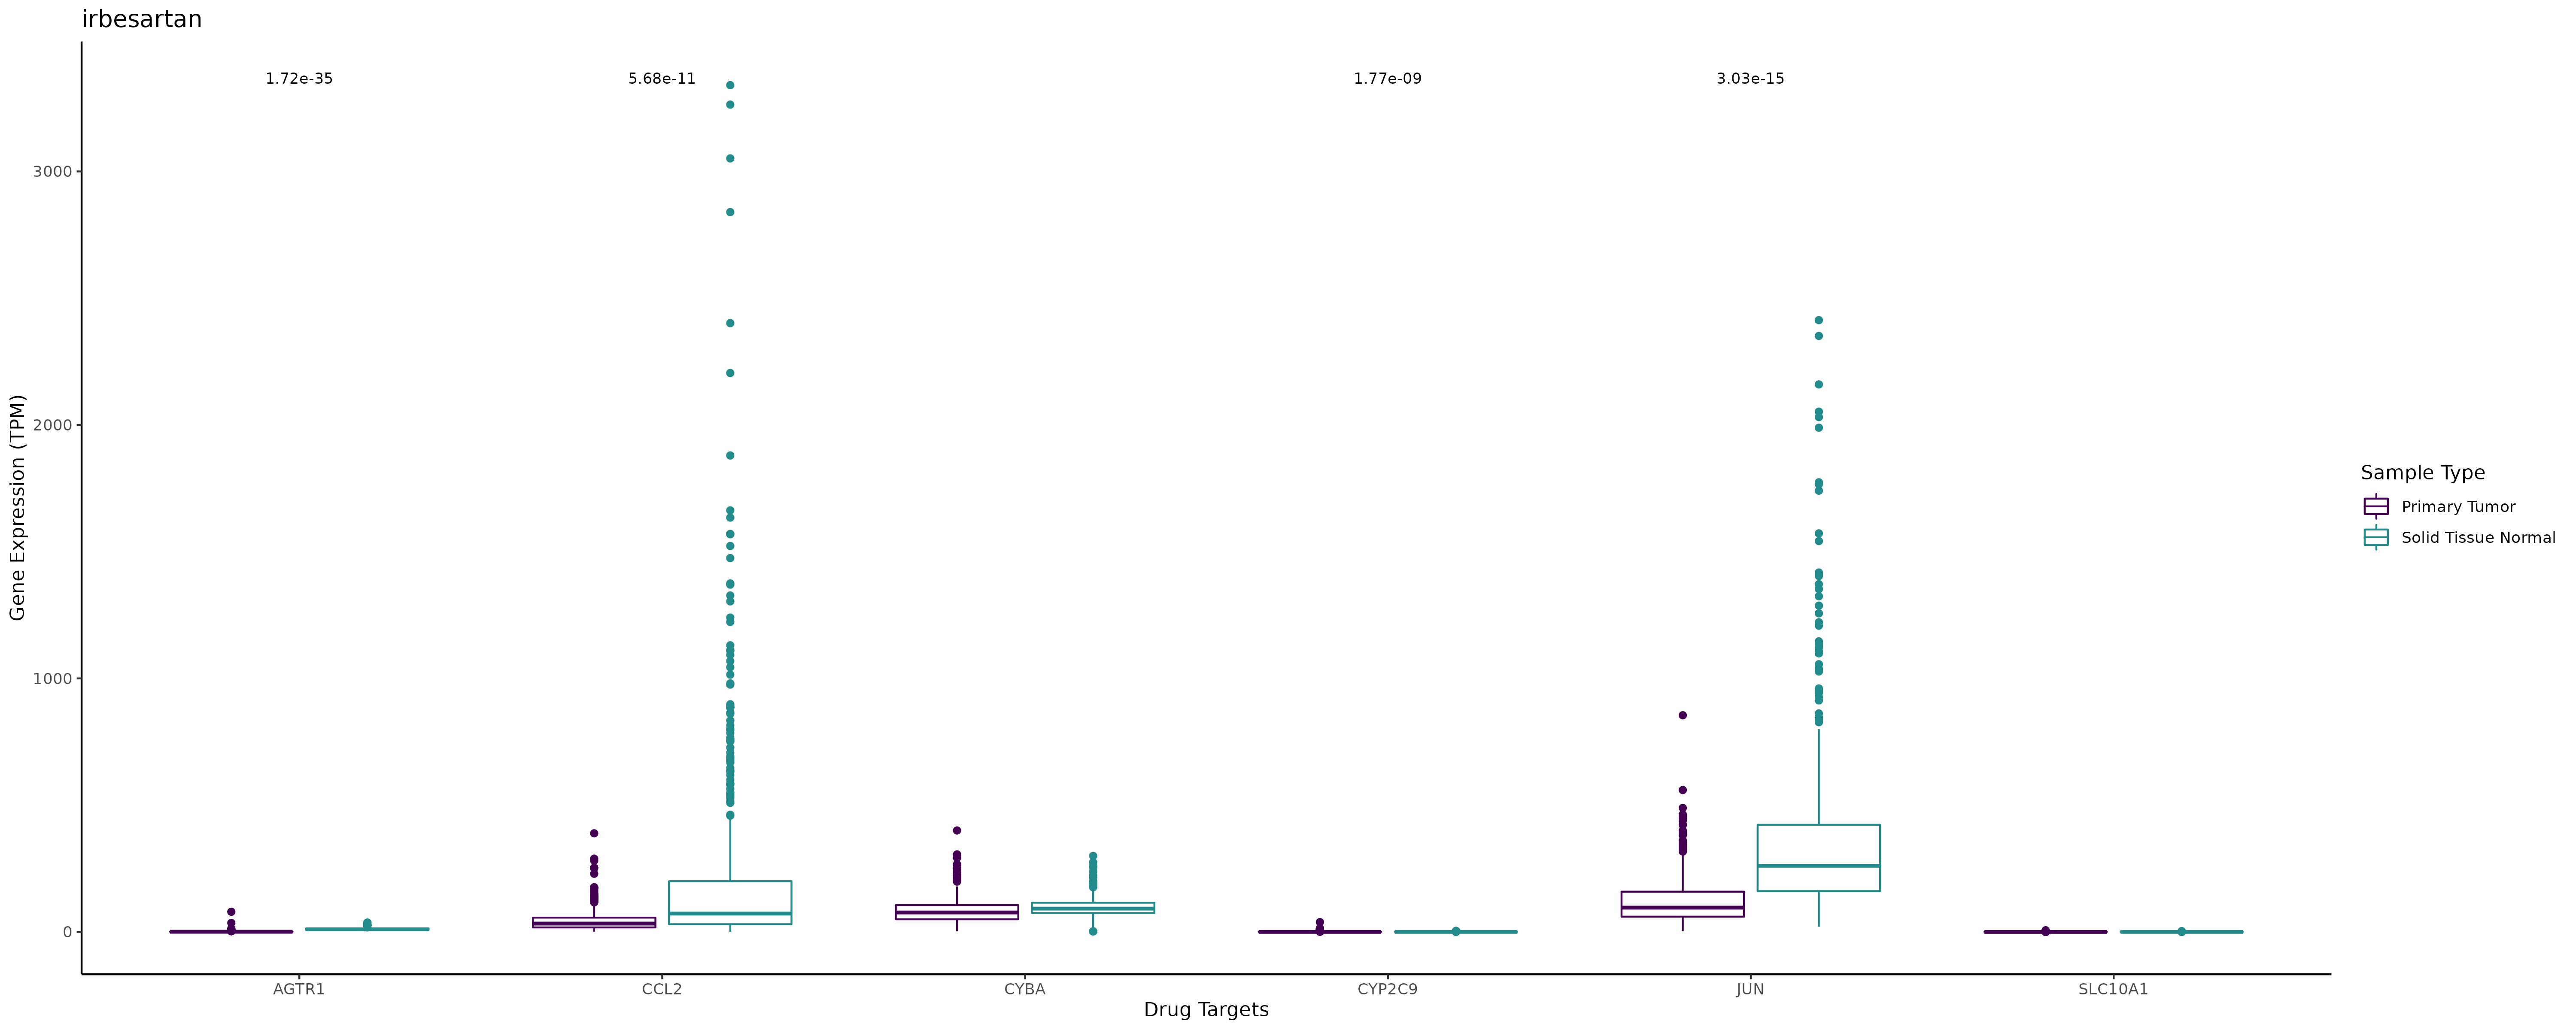 irbesartan
1.72e-35 5.68e-11 1.77e-09 3.03e-15
3000
2000
1000
0
Gene Expression (TPM)
AGTR1 CCL2 CYBA CYP2C9 JUN SLC10A1
Drug Targets
Sample Type
Primary Tumor
Solid Tissue Normal